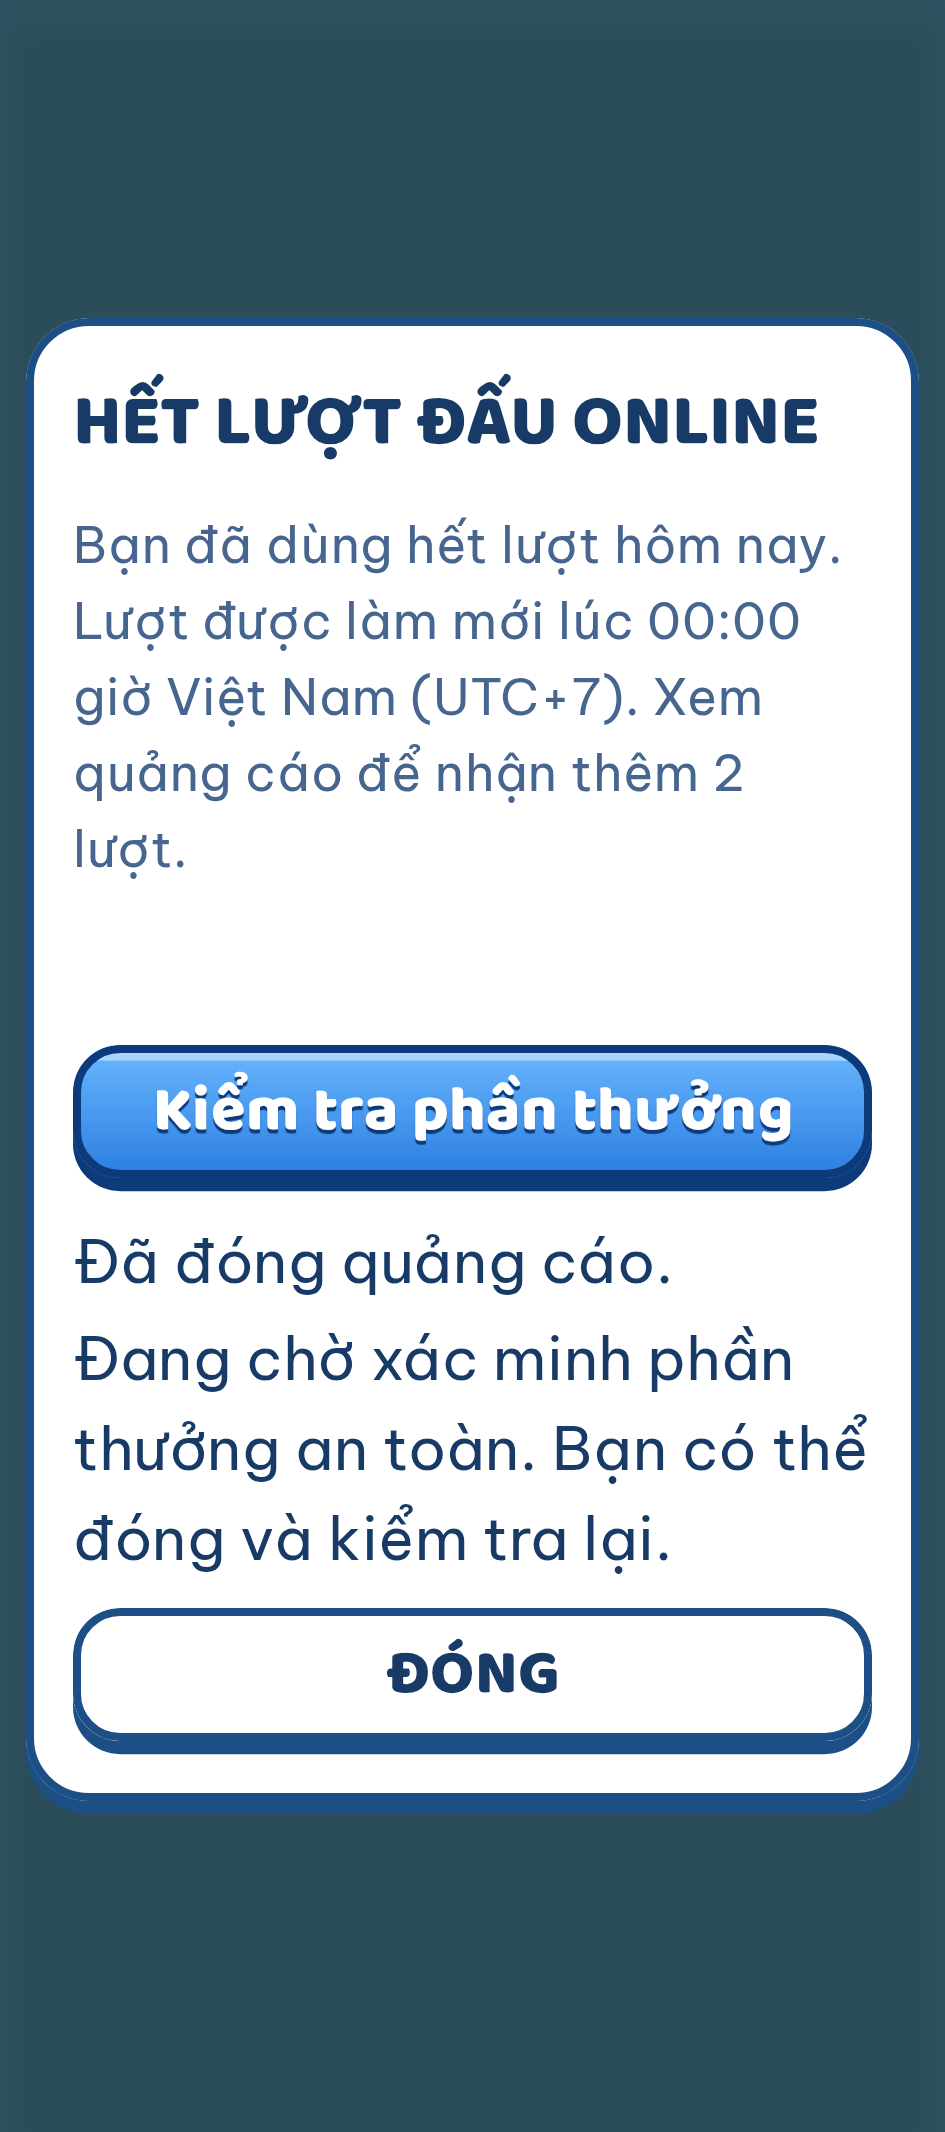 HẾT LƯỢT ĐẤU ONLINE
Bạn đã dùng hết lượt hôm nay.
Lượt được làm mới lúc 00:00
giờ Việt Nam (UTC+7). Xem
quảng cáo để nhận thêm 2
lượt.
Kiểm tra phần thưởng
Đã đóng quảng cáo.
Đang chờ xác minh phần
thưởng an toàn. Bạn có thể
đóng và kiểm tra lại.
ĐÓNG